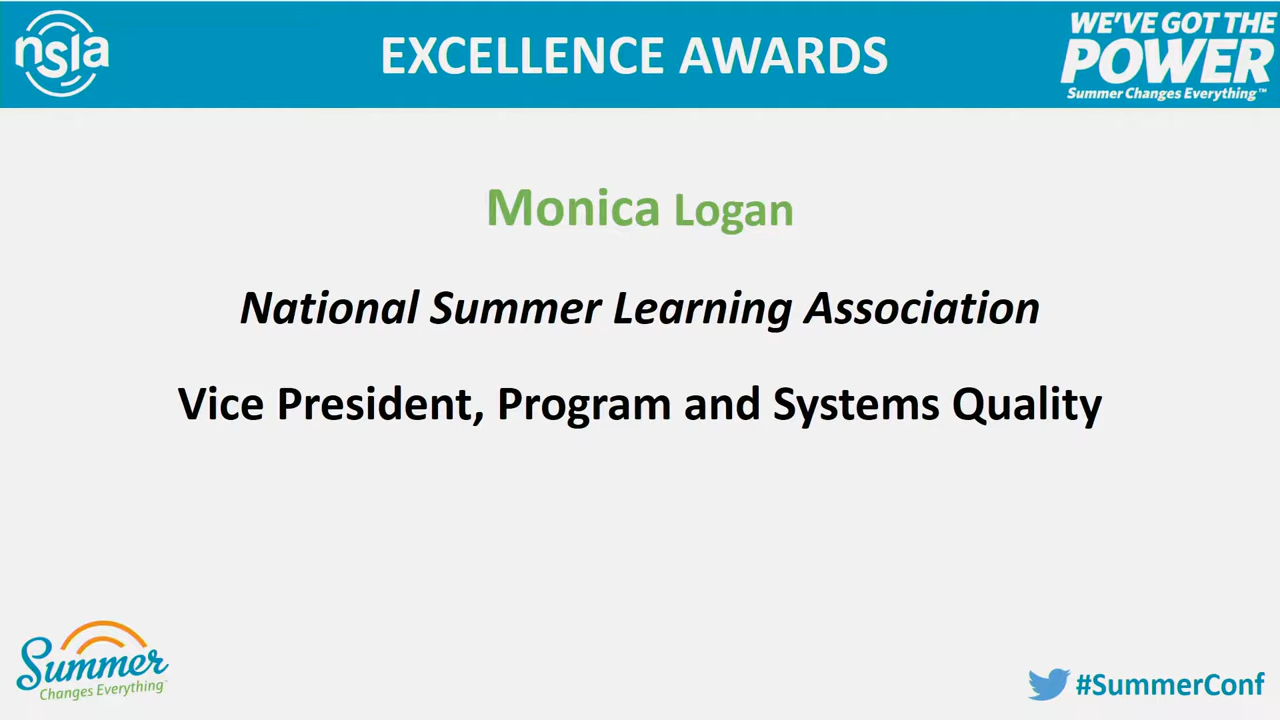 nsla
EXCELLENCE AWARDS
WE'VE GOT THE
POWER
Summer Changes Everything™
Monica Logan
National Summer Learning Association
Vice President, Program and Systems Quality
Summer
Changes Everything™
#SummerConf